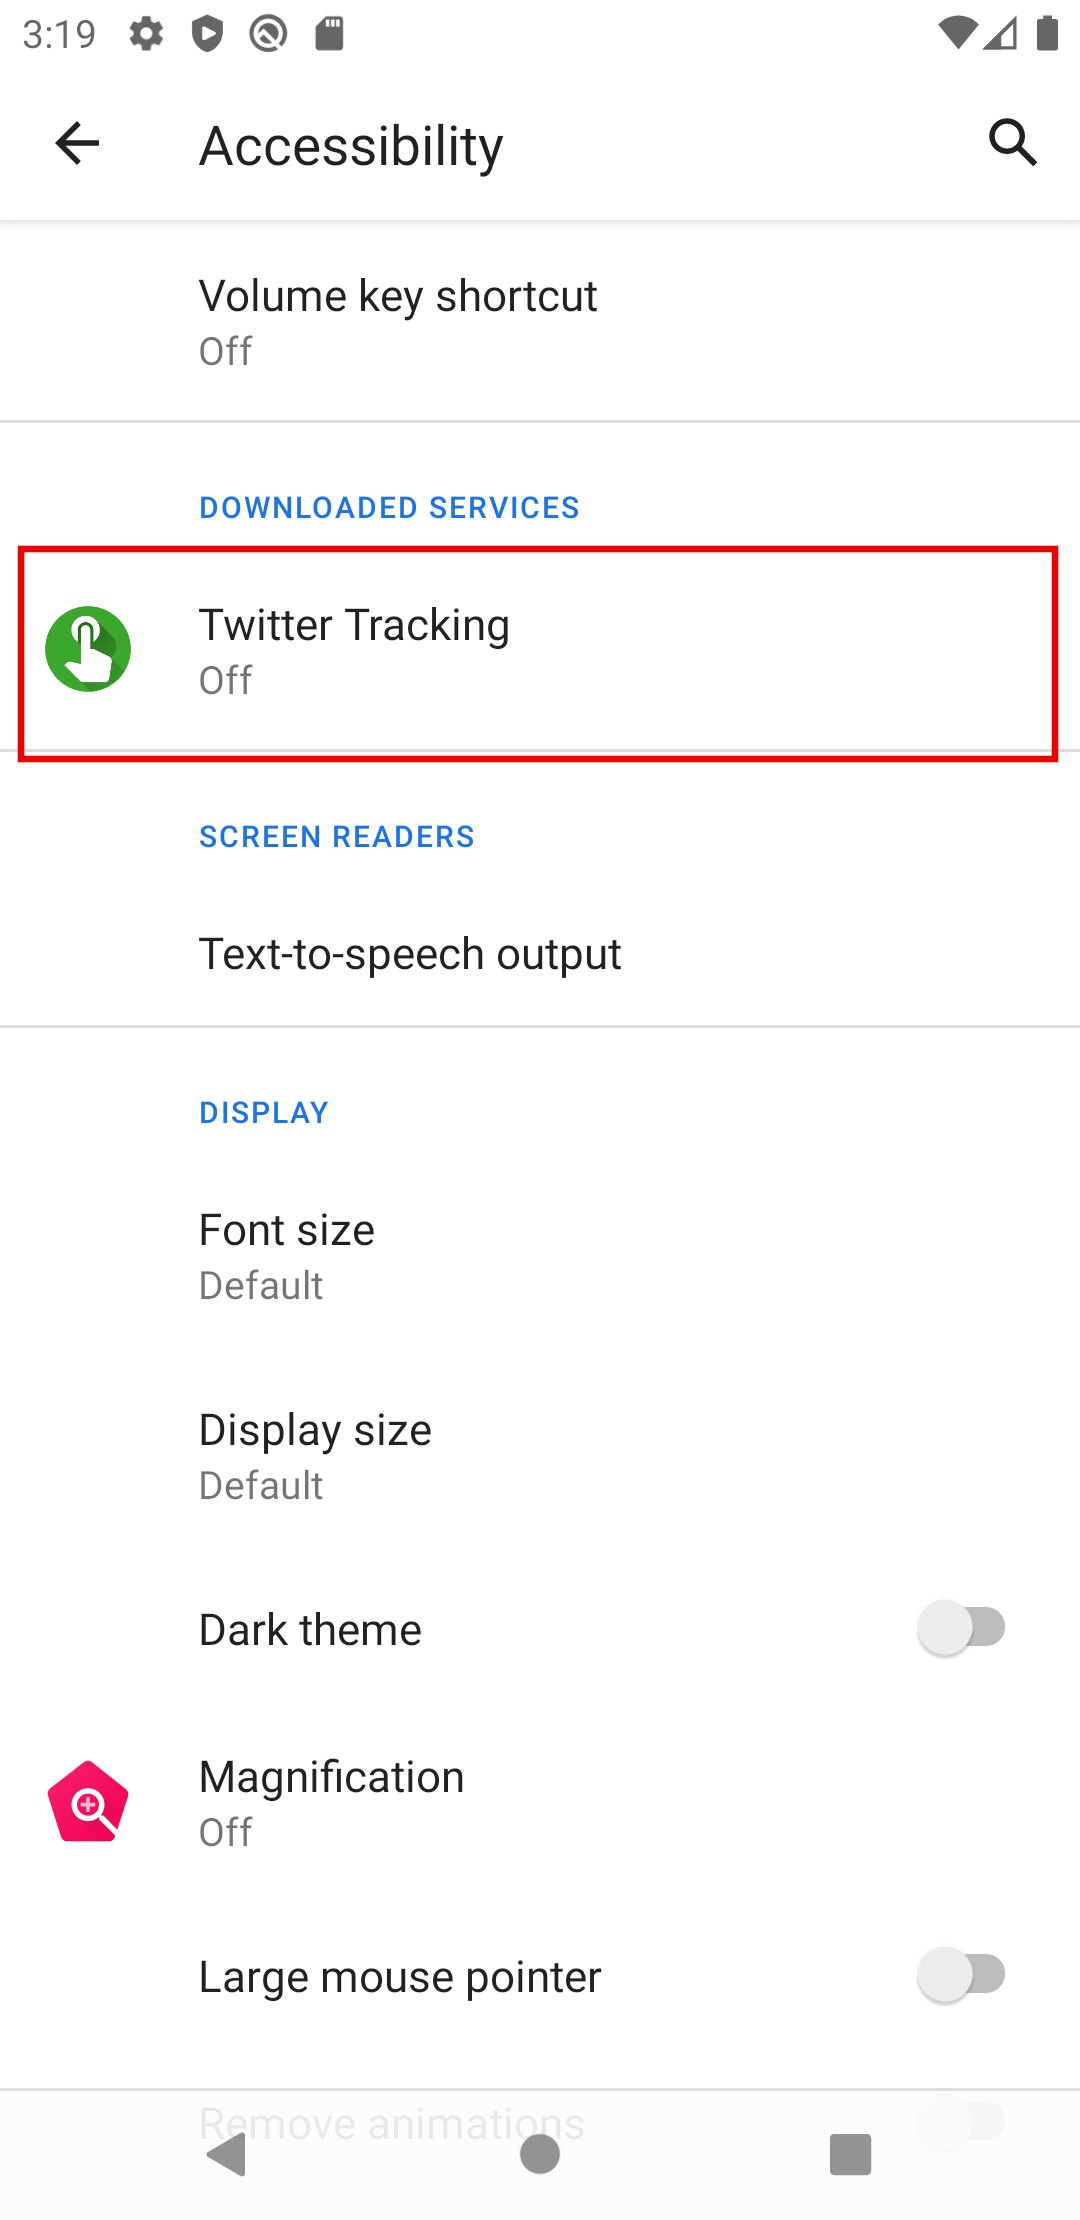 3:19
Accessibility
Volume key shortcut
Off
DOWNLOADED SERVICES
Twitter Tracking
Off
SCREEN READERS
Text-to-speech output
DISPLAY
Font size
Default
Display size
Default
Dark theme
Magnification
Off
Large mouse pointer
Remove animations